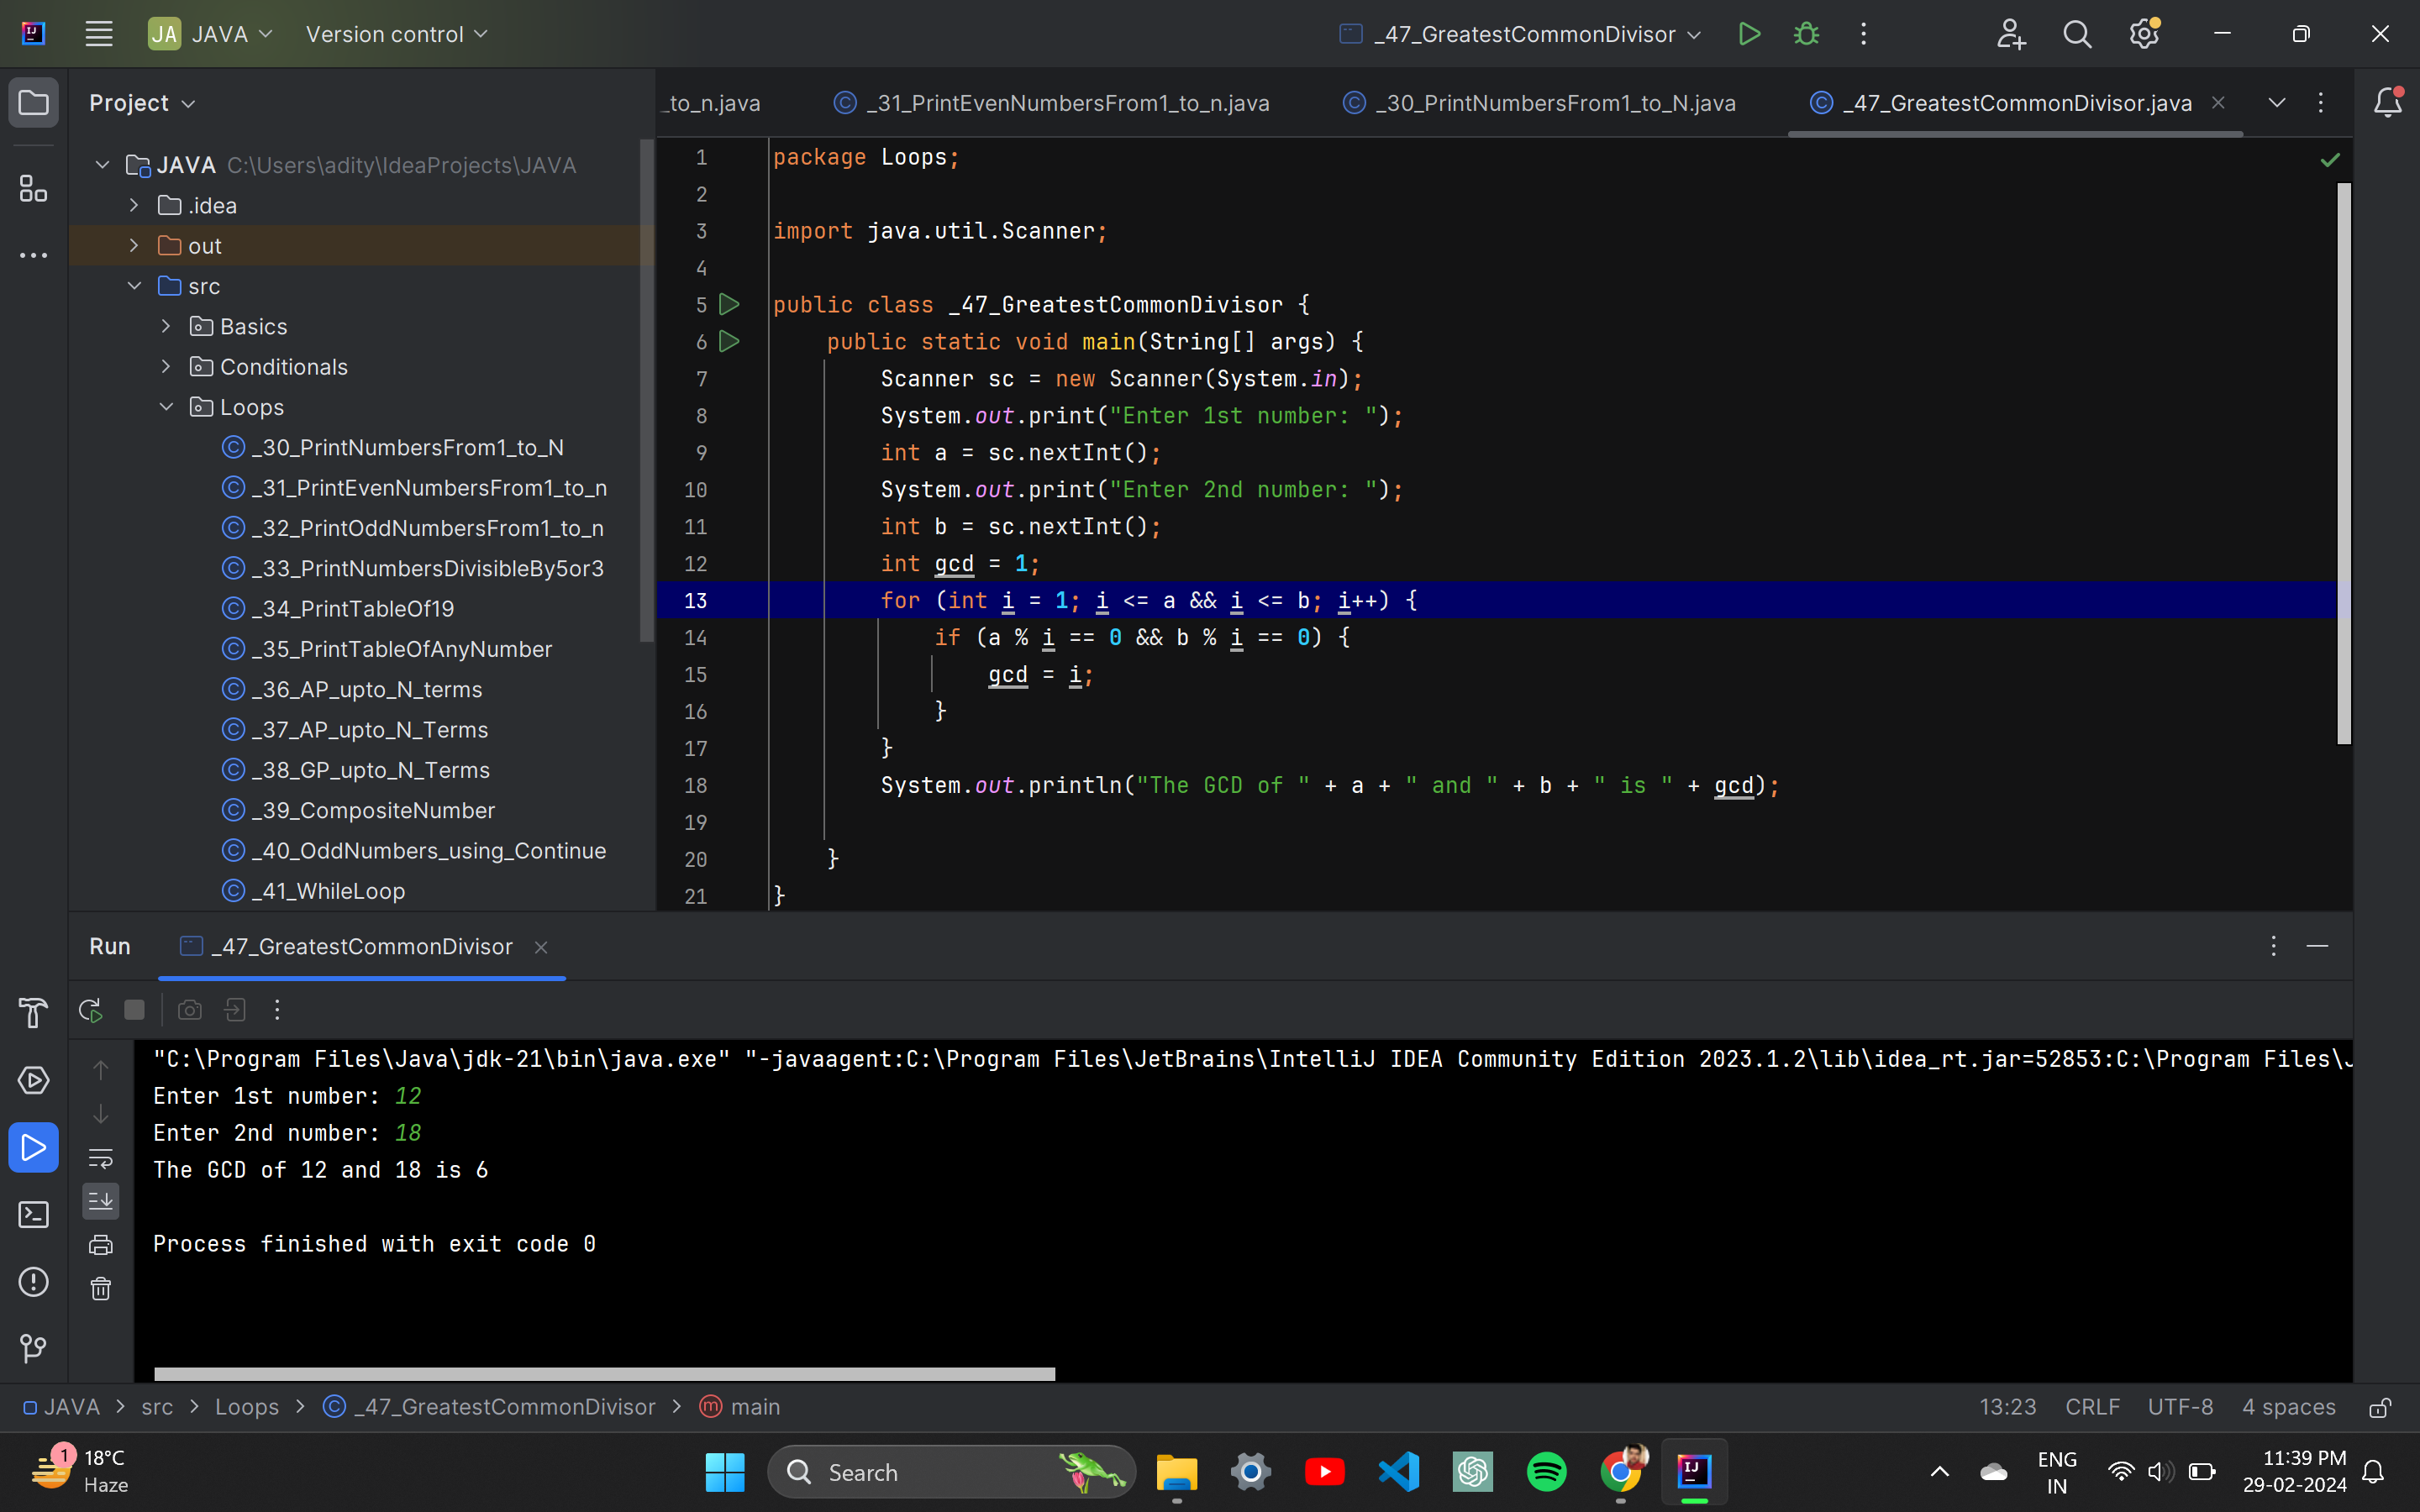 JA JAVA Version control _47_GreatestCommonDivisor
Project
_to_n.java _31_PrintEvenNumbersFrom1_to_n.java _30_PrintNumbersFrom1_to_N.java _47_GreatestCommonDivisor.java
JAVA C:\Users\adity\IdeaProjects\JAVA
.idea
out
src
Basics
Conditionals
Loops
_30_PrintNumbersFrom1_to_N
_31_PrintEvenNumbersFrom1_to_n
_32_PrintOddNumbersFrom1_to_n
_33_PrintNumbersDivisibleBy5or3
_34_PrintTableOf19
_35_PrintTableOfAnyNumber
_36_AP_upto_N_terms
_37_AP_upto_N_Terms
_38_GP_upto_N_Terms
_39_CompositeNumber
_40_OddNumbers_using_Continue
_41_WhileLoop
1 package Loops;
2
3 import java.util.Scanner;
4
5 public class _47_GreatestCommonDivisor {
6 public static void main(String[] args) {
7 Scanner sc = new Scanner(System.in);
8 System.out.print("Enter 1st number: ");
9 int a = sc.nextInt();
10 System.out.print("Enter 2nd number: ");
11 int b = sc.nextInt();
12 int gcd = 1;
13 for (int i = 1; i <= a && i <= b; i++) {
14 if (a % i == 0 && b % i == 0) {
15 gcd = i;
16 }
17 }
18 System.out.println("The GCD of " + a + " and " + b + " is " + gcd);
19
20 }
21 }
Run _47_GreatestCommonDivisor
"C:\Program Files\Java\jdk-21\bin\java.exe" "-javaagent:C:\Program Files\JetBrains\IntelliJ IDEA Community Edition 2023.1.2\lib\idea_rt.jar=52853:C:\Program Files\J
Enter 1st number: 12
Enter 2nd number: 18
The GCD of 12 and 18 is 6
Process finished with exit code 0
JAVA src Loops _47_GreatestCommonDivisor main 13:23 CRLF UTF-8 4 spaces
1 18°C
Haze
Search
ENG
IN
11:39 PM
29-02-2024